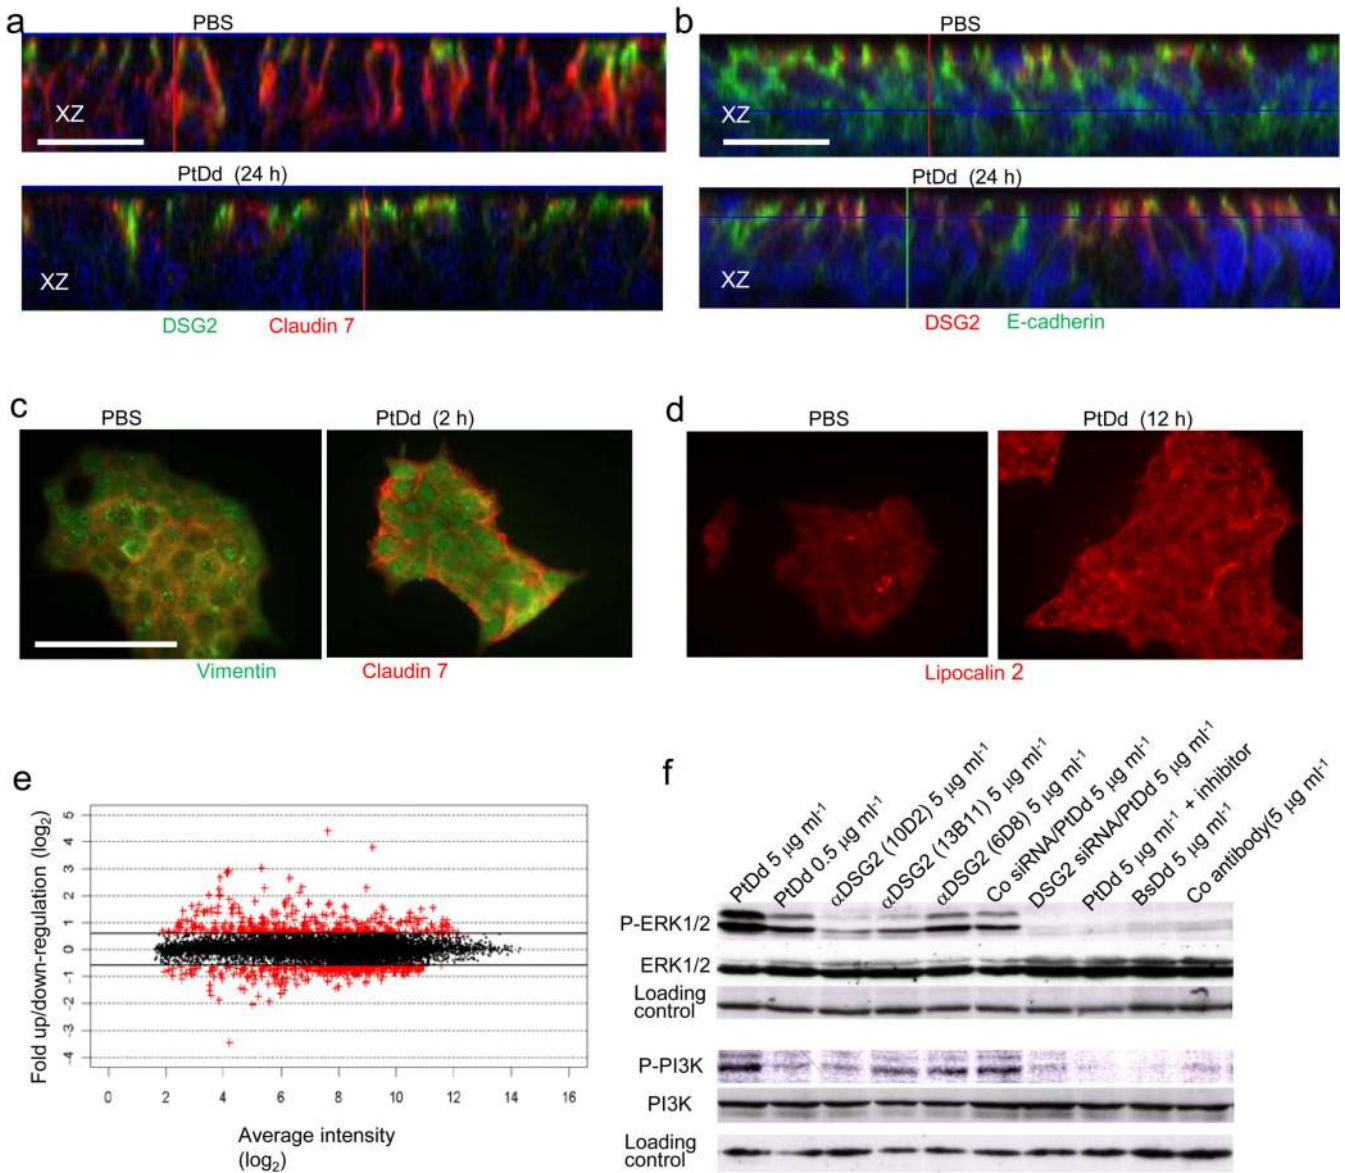 a
PBS
XZ
PtDd (24 h)
XZ
DSG2 Claudin 7
b
PBS
XZ
PtDd (24 h)
XZ
DSG2 E-cadherin
c
PBS
PtDd (2 h)
Vimentin Claudin 7
d
PBS
PtDd (12 h)
Lipocalin 2
e
Fold up/down-regulation (log₂)
5
4
3
2
1
0
-1
-2
-3
-4
0 2 4 6 8 10 12 14 16
Average intensity
(log₂)
f
PtDd 5 µg ml⁻¹
PtDd 0.5 µg ml⁻¹
αDSG2 (10D2) 5 µg ml⁻¹
αDSG2 (13B11) 5 µg ml⁻¹
αDSG2 (6D8) 5 µg ml⁻¹
Co siRNA/PtDd 5 µg ml⁻¹
DSG2 siRNA/PtDd 5 µg ml⁻¹
PtDd 5 µg ml⁻¹ + inhibitor
BsDd 5 µg ml⁻¹
Co antibody(5 µg ml⁻¹
P-ERK1/2
ERK1/2
Loading
control
P-PI3K
PI3K
Loading
control